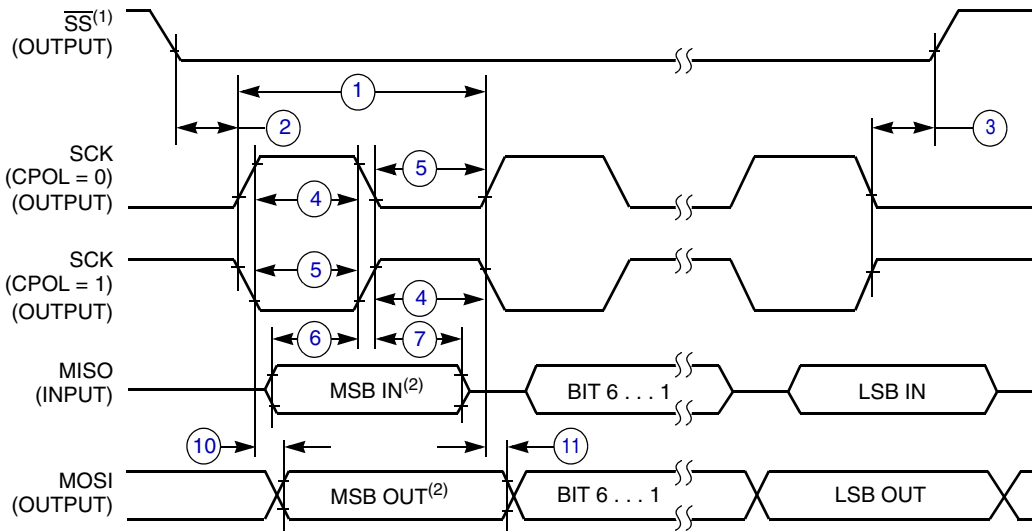 SS(1)
(OUTPUT)
1
2
3
SCK
(CPOL = 0)
(OUTPUT)
5
4
SCK
(CPOL = 1)
(OUTPUT)
5
4
6
7
MISO
(INPUT)
MSB IN(2)
BIT 6 . . . 1
LSB IN
10
11
MOSI
(OUTPUT)
MSB OUT(2)
BIT 6 . . . 1
LSB OUT